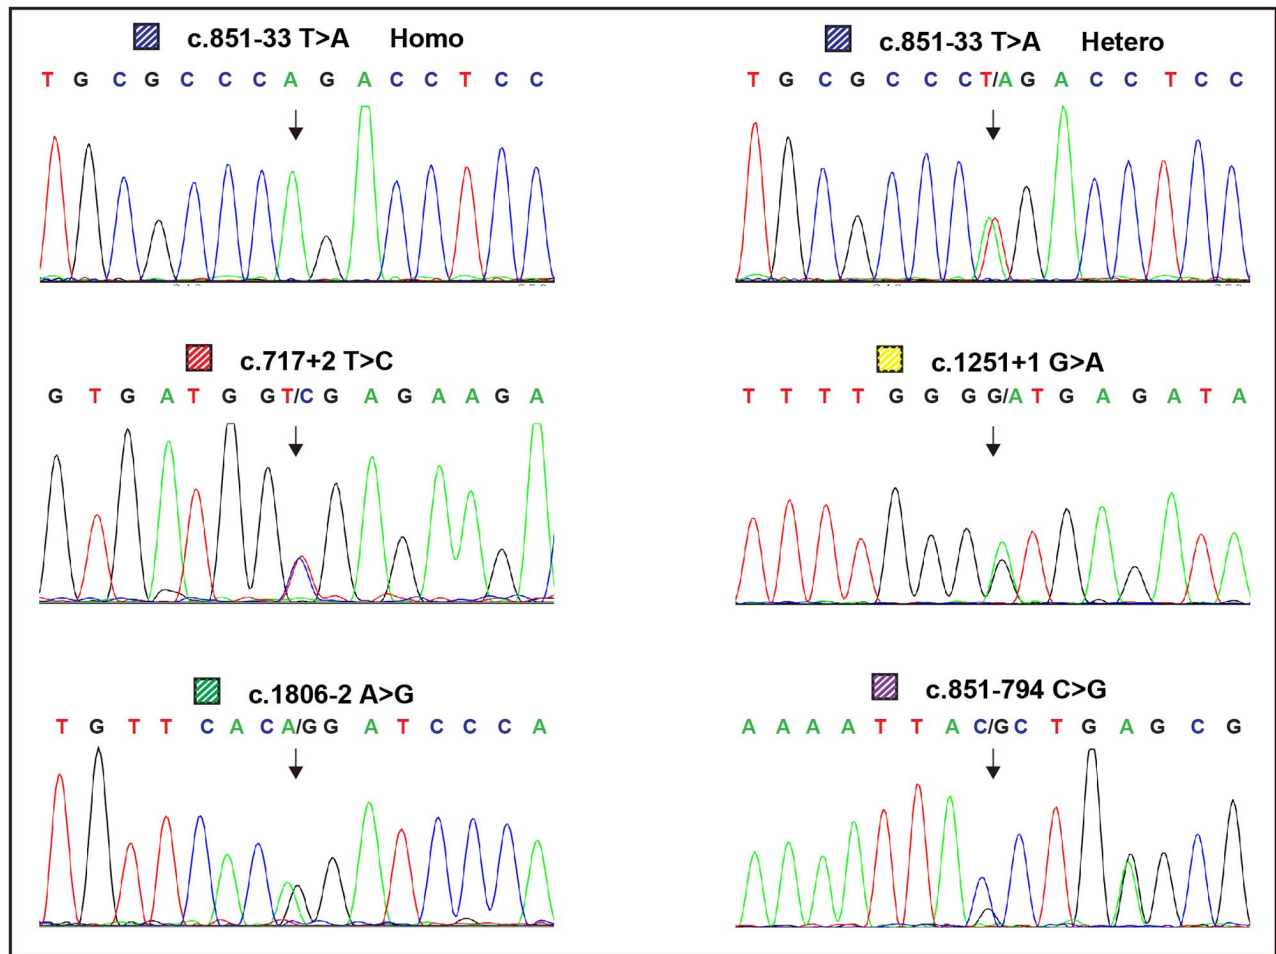 c.851-33 T>A Homo
T G C G C C C A G A C C T C C
c.851-33 T>A Hetero
T G C G C C C T/A G A C C T C C
c.717+2 T>C
G T G A T G G T/C G A G A A G A
c.1251+1 G>A
T T T T G G G G/A T G A G A T A
c.1806-2 A>G
T G T T C A C A/G G A T C C C A
c.851-794 C>G
A A A A T T A C/G C T G A G C G